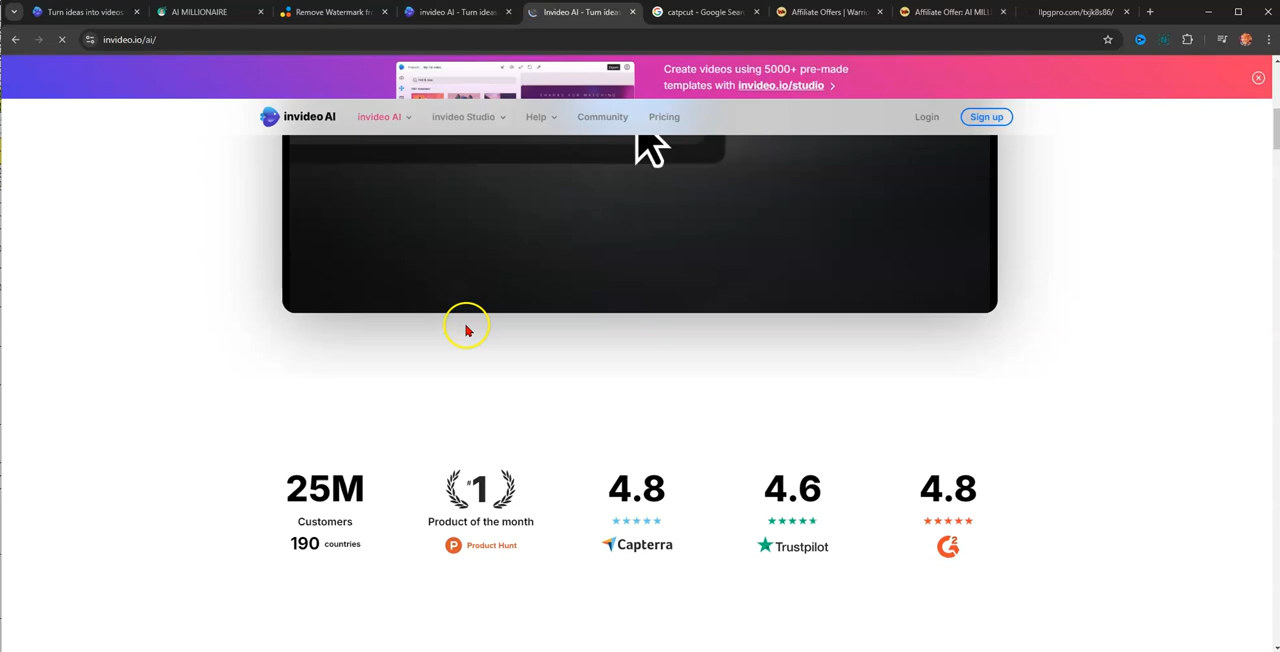 Turn ideas into videos
AI MILLIONAIRE
Remove Watermark fr
invideo AI - Turn ideas
Invideo AI - Turn ideas
catpcut - Google Sear
Affiliate Offers | Warri
Affiliate Offer: AI MILL
llpgpro.com/txjk8s86/
invideo.io/ai/
Create videos using 5000+ pre-made
templates with invideo.io/studio
invideo AI
invideo AI
invideo Studio
Help
Community
Pricing
Login
Sign up
25M
Customers
190 countries
#1
Product of the month
Product Hunt
4.8
Capterra
4.6
Trustpilot
4.8
G2